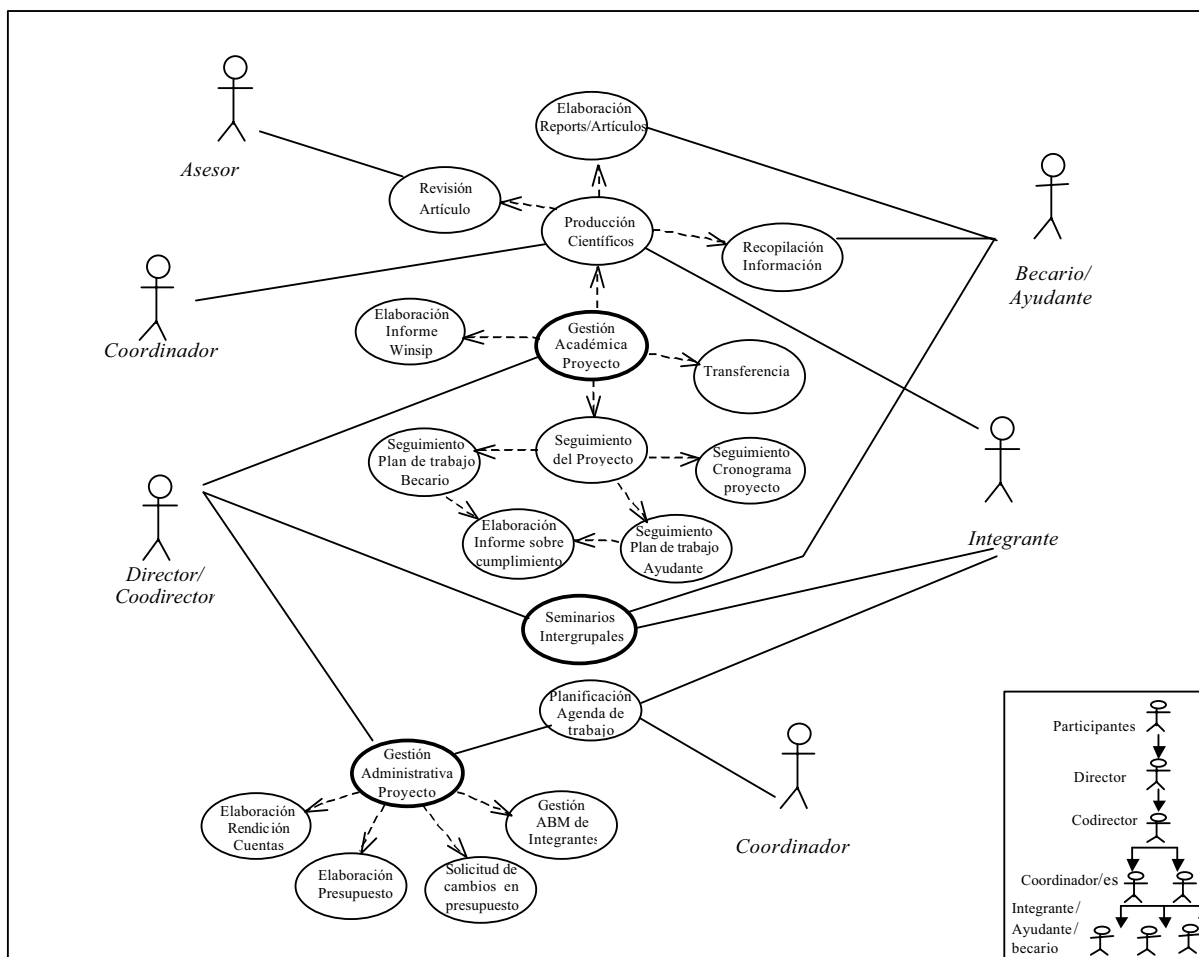 Elaboración
Reports/Artículos
Asesor
Revisión
Artículo
Producción
Científicos
Recopilación
Información
Becario/
Ayudante
Coordinador
Elaboración
Informe
Winsip
Gestión
Académica
Proyecto
Transferencia
Seguimiento
Plan de trabajo
Becario
Seguimiento
del Proyecto
Seguimiento
Cronograma
proyecto
Elaboración
Informe sobre
cumplimiento
Seguimiento
Plan de trabajo
Ayudante
Integrante
Director/
Coodirector
Seminarios
Intergrupales
Planificación
Agenda de
trabajo
Gestión
Administrativa
Proyecto
Elaboración
Rendición
Cuentas
Elaboración
Presupuesto
Solicitud de
cambios en
presupuesto
Gestión
ABM de
Integrantes
Coordinador
Participantes
Director
Codirector
Coordinador/es
Integrante/
Ayudante/
becario